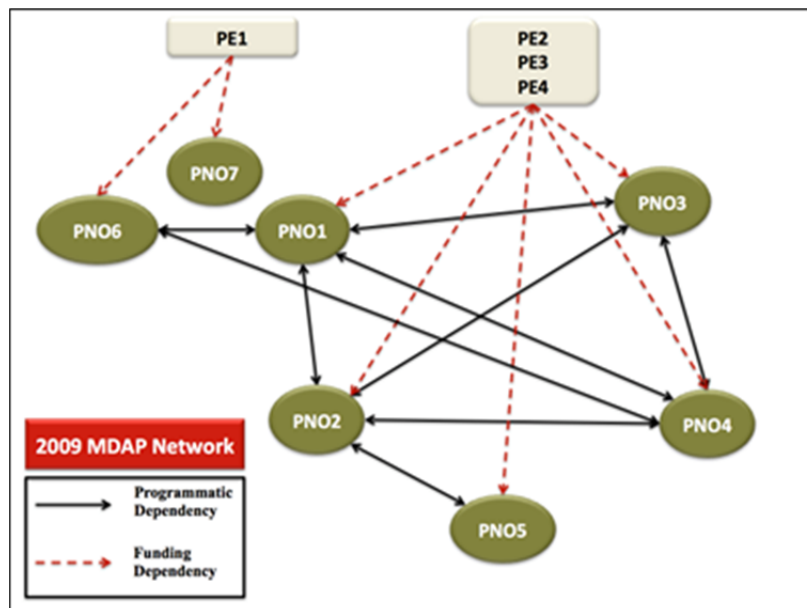 PE1
PE2
PE3
PE4
PNO7
PNO3
PNO6
PNO1
PNO2
PNO4
2009 MDAP Network
Programmatic
Dependency
PNO5
Funding
Dependency